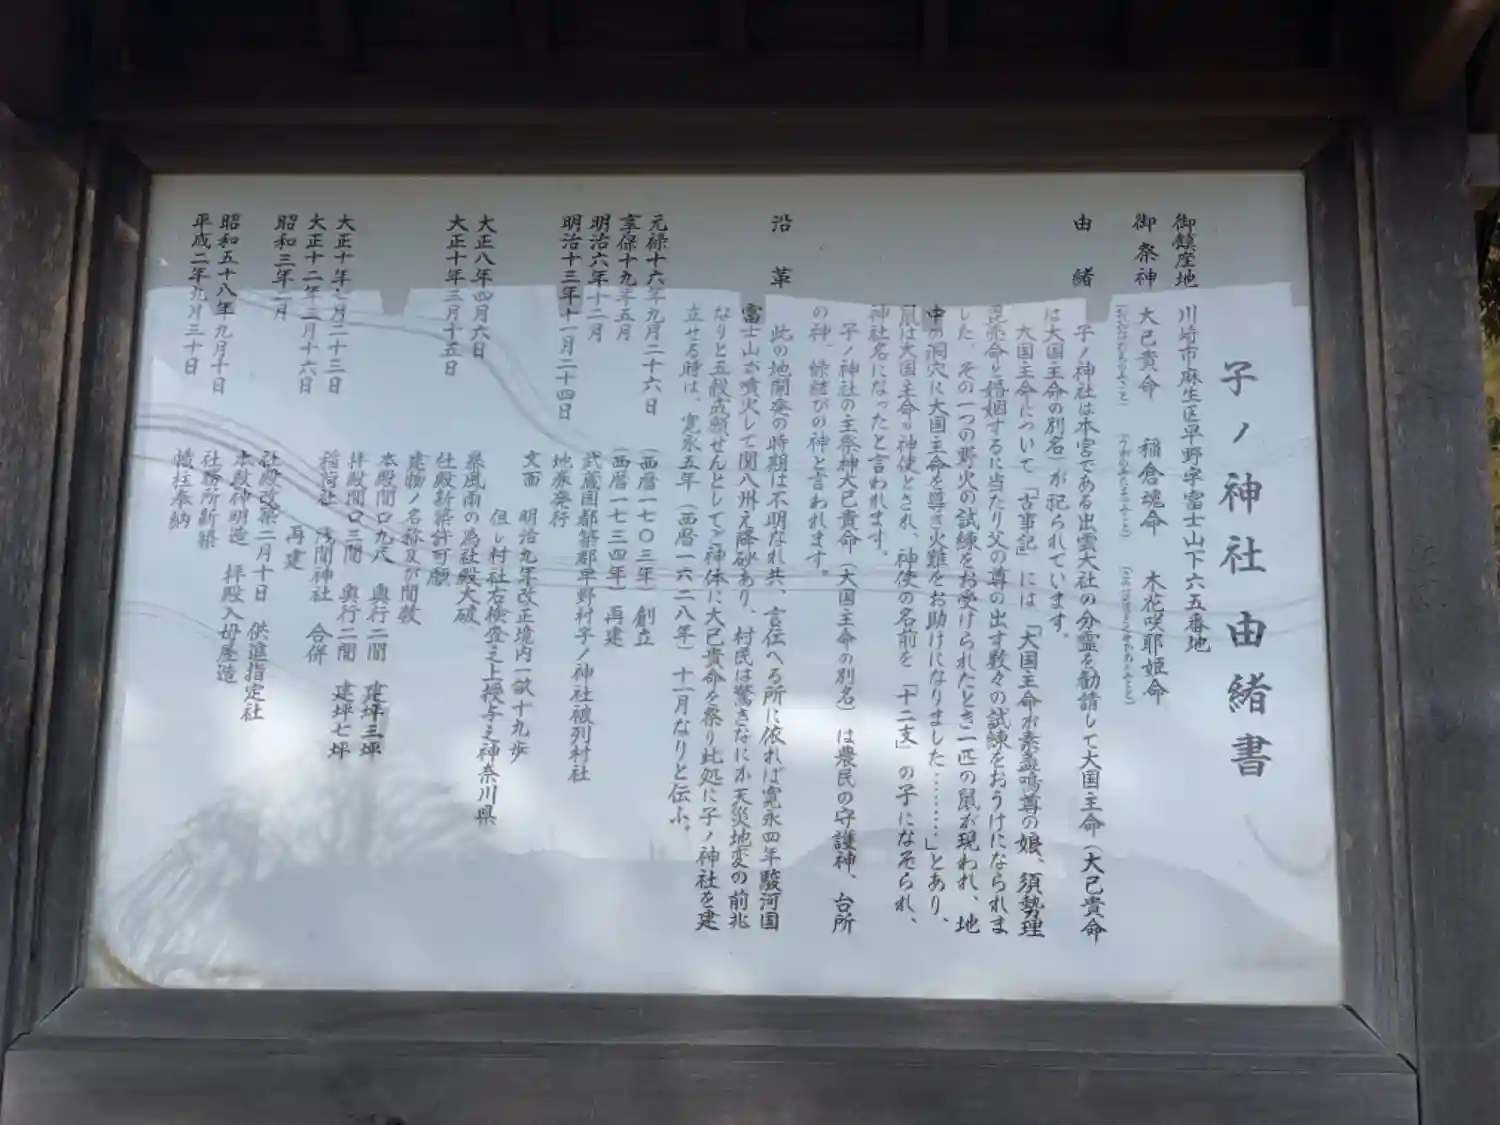 子ノ神社由緒書
御鎮座地 川崎市麻生区早野字富士山下六五番地
御祭神 大己貴命 稲倉魂命 木花咲耶姫命
由緒 子ノ神社は本宮である出雲大社の分霊を勧請して大国主命(大己貴命
は大国主命の別名)が祀られています。
大国主命について「古事記」には「大国主命が素盞鳴尊の娘、須勢理
毘売命と婚姻するに当たり父の尊の出す数々の試練をおうけになられま
した。その一つの野火の試練をお受けられたとき一匹の鼠が現われ、地
中の洞穴に大国主命を導き火難をお助けになりました………」とあり、
鼠は大国主命の神使とされ、神使の名前を「十二支」の子になぞられ、
神社名になったと言われます。
子ノ神社の主祭神大己貴命(大国主命の別名)は農民の守護神、台所
の神、縁結びの神と言われます。
沿革 此の地開発の時期は不明なれ共、言伝へる所に依れば寛永四年駿河国
富士山が噴火して関八州え降砂あり、村民は驚きなにか天災地変の前兆
なりと五穀成願せんとしてご神体に大己貴命を祭り此処に子ノ神社を建
立せる時は、寛永五年(西暦一六二八年)十一月なりと伝ふ。
元禄十六年九月二十六日 (西暦一七〇三年)創立
享保十九年五月 (西暦一七三四年)再建
明治六年十二月 武蔵国都築郡早野村子ノ神社被列村社
明治十三年十一月二十四日 地券発行
文面 明治九年改正境内一畝十九歩
但し村社右検査之上授与之神奈川県
大正八年四月六日 暴風雨の為社殿大破
大正十年三月十五日 社殿新築許可願
建物ノ名称及び間数
本殿間口九尺 奥行二間 建坪三坪
拝殿間口三間 奥行二間 建坪七坪
大正十年七月二十三日 稲荷社 浅間神社 合併
大正十二年三月十六日 再建
昭和三年二月 社殿改築二月十日 供進指定社
本殿神明造 拝殿入母屋造
昭和五十八年九月十日 社務所新築
平成二年九月三十日 幟柱奉納